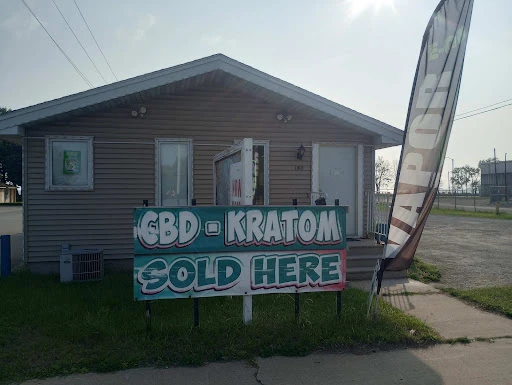 CBD - KRATOM
SOLD HERE
VAPOR